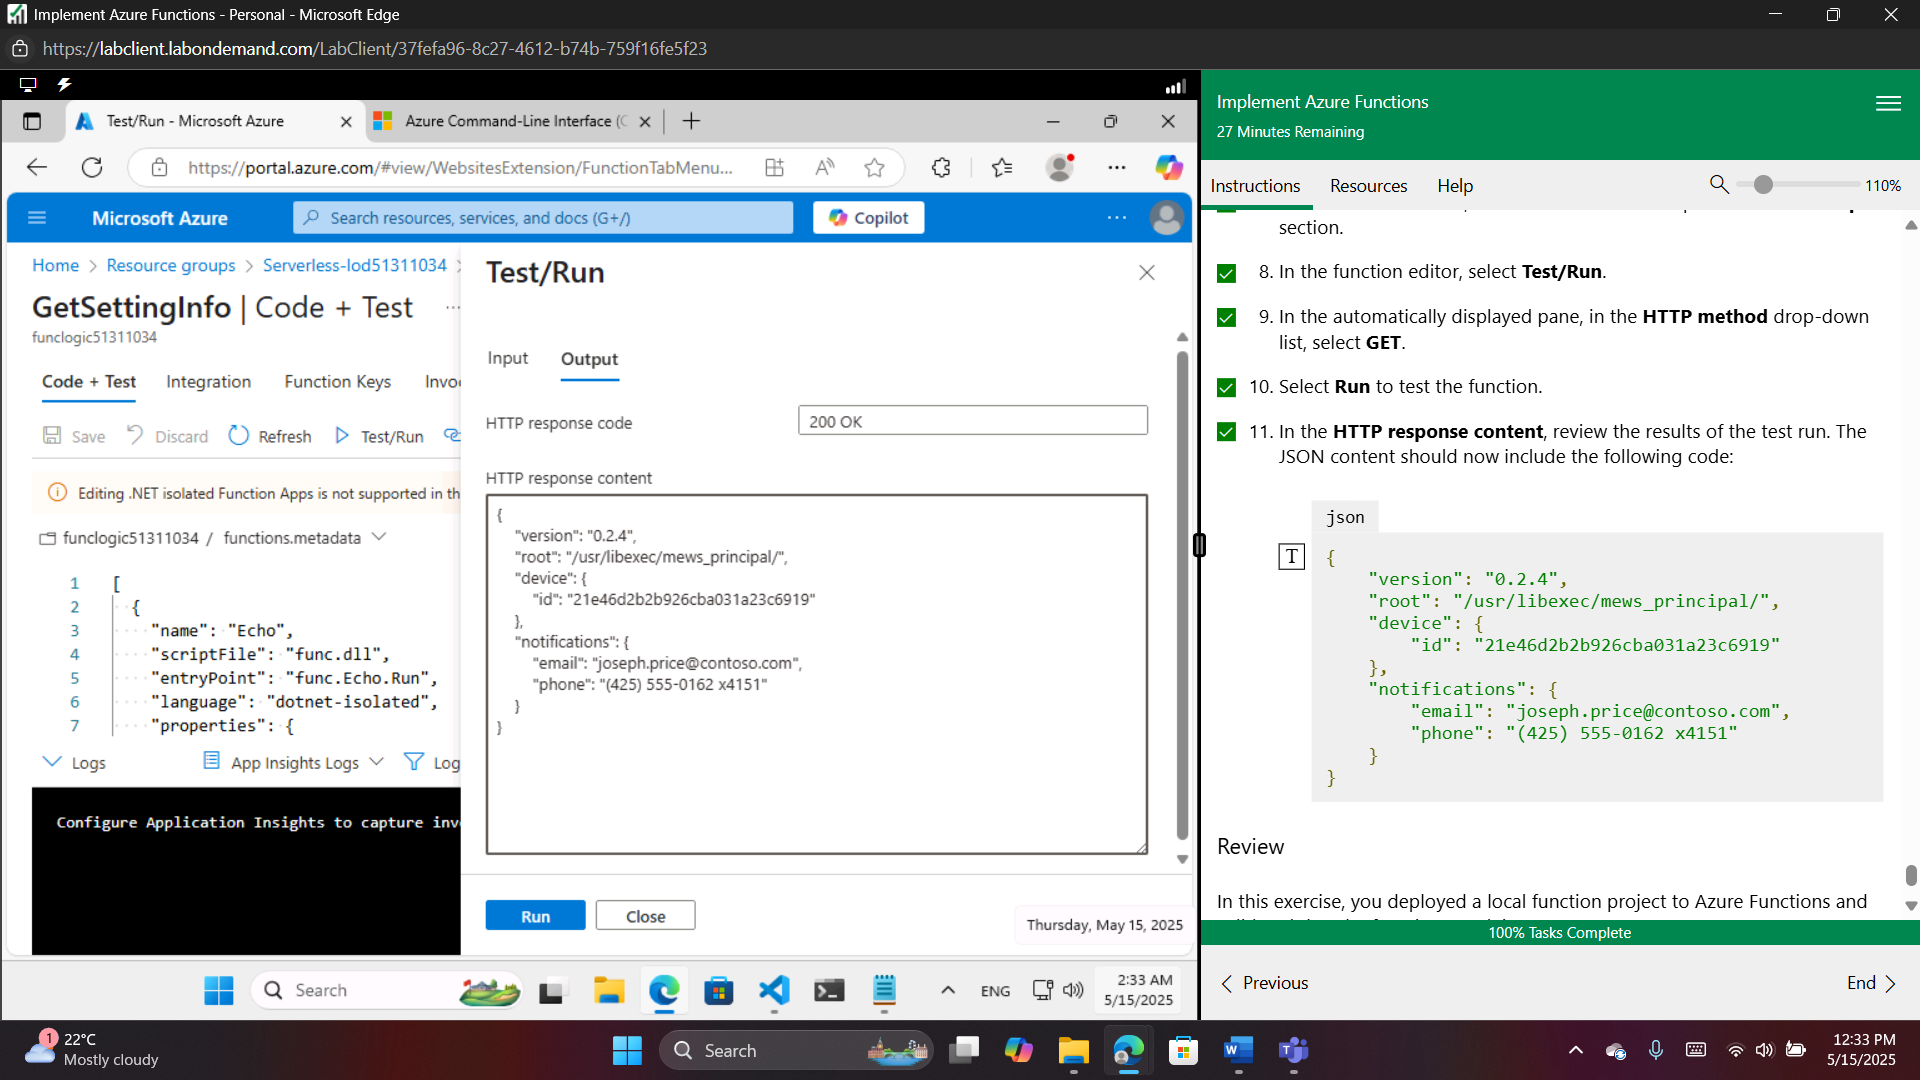 Implement Azure Functions - Personal - Microsoft Edge
https://labclient.labondemand.com/LabClient/37fefa96-8c27-4612-b74b-759f16fe5f23
Test/Run - Microsoft Azure
Azure Command-Line Interface (
https://portal.azure.com/#view/WebsitesExtension/FunctionTabMenu...
Microsoft Azure
Search resources, services, and docs (G+/)
Copilot
Home > Resource groups > Serverless-lod51311034 >
GetSettingInfo | Code + Test ...
funclogic51311034
Code + Test
Integration
Function Keys
Invo
Save
Discard
Refresh
Test/Run
Editing .NET isolated Function Apps is not supported in th
funclogic51311034 / functions.metadata
1 [
2 {
3 "name": "Echo",
4 "scriptFile": "func.dll",
5 "entryPoint": "func.Echo.Run",
6 "language": "dotnet-isolated",
7 "properties": {
Logs
App Insights Logs
Log
Configure Application Insights to capture inv
Test/Run
Input
Output
HTTP response code
200 OK
HTTP response content
{
"version": "0.2.4",
"root": "/usr/libexec/mews_principal/",
"device": {
"id": "21e46d2b2b926cba031a23c6919"
},
"notifications": {
"email": "joseph.price@contoso.com",
"phone": "(425) 555-0162 x4151"
}
}
Run
Close
Thursday, May 15, 2025
Search
ENG
2:33 AM
5/15/2025
Implement Azure Functions
27 Minutes Remaining
Instructions
Resources
Help
110%
section.
8. In the function editor, select Test/Run.
9. In the automatically displayed pane, in the HTTP method drop-down
list, select GET.
10. Select Run to test the function.
11. In the HTTP response content, review the results of the test run. The
JSON content should now include the following code:
json
T
{
"version": "0.2.4",
"root": "/usr/libexec/mews_principal/",
"device": {
"id": "21e46d2b2b926cba031a23c6919"
},
"notifications": {
"email": "joseph.price@contoso.com",
"phone": "(425) 555-0162 x4151"
}
}
Review
In this exercise, you deployed a local function project to Azure Functions and
100% Tasks Complete
Previous
End
1
22°C
Mostly cloudy
Search
12:33 PM
5/15/2025